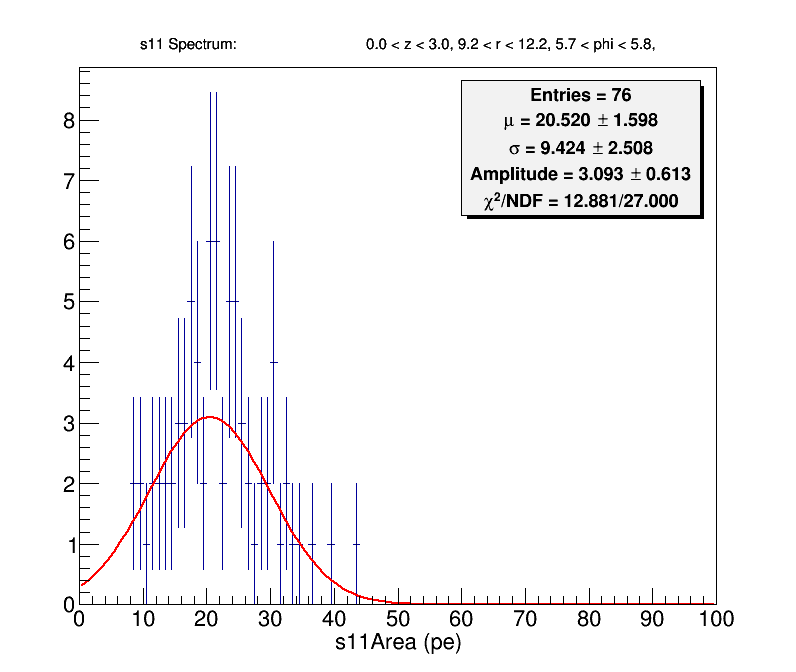 s11 Spectrum: 0.0 < z < 3.0, 9.2 < r < 12.2, 5.7 < phi < 5.8,
Entries = 76
μ = 20.520 ± 1.598
σ = 9.424 ± 2.508
Amplitude = 3.093 ± 0.613
χ²/NDF = 12.881/27.000
8
7
6
5
4
3
2
1
0
0 10 20 30 40 50 60 70 80 90 100
s11Area (pe)